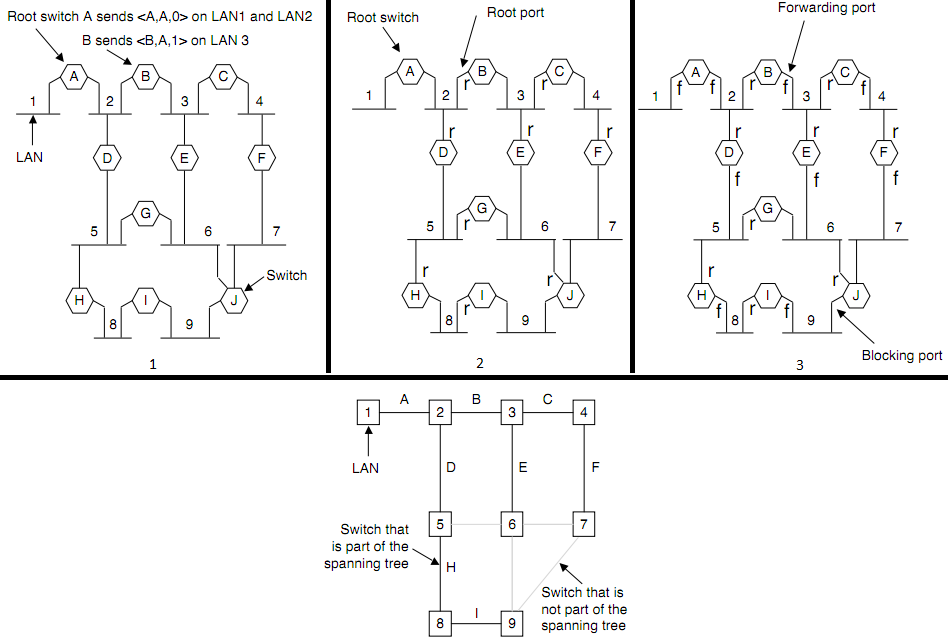 Root switch A sends <A,A,0> on LAN1 and LAN2
B sends <B,A,1> on LAN 3
A
B
C
1
2
3
4
LAN
D
E
F
G
5
6
7
Switch
H
I
J
8
9
1
Root switch
Root port
A
B
C
r
r
1
2
3
4
r
r
r
D
E
F
G
5
r
6
7
r
r
H
I
J
r
8
9
2
Forwarding port
A
B
C
f
f
r
f
r
f
1
2
3
4
r
r
r
D
E
F
f
f
f
G
5
r
6
7
r
r
H
I
J
f
r
f
8
9
Blocking port
3
A
B
C
1
2
3
4
LAN
D
E
F
5
6
7
Switch that
is part of the
spanning tree
H
Switch that is
not part of the
spanning tree
I
8
9